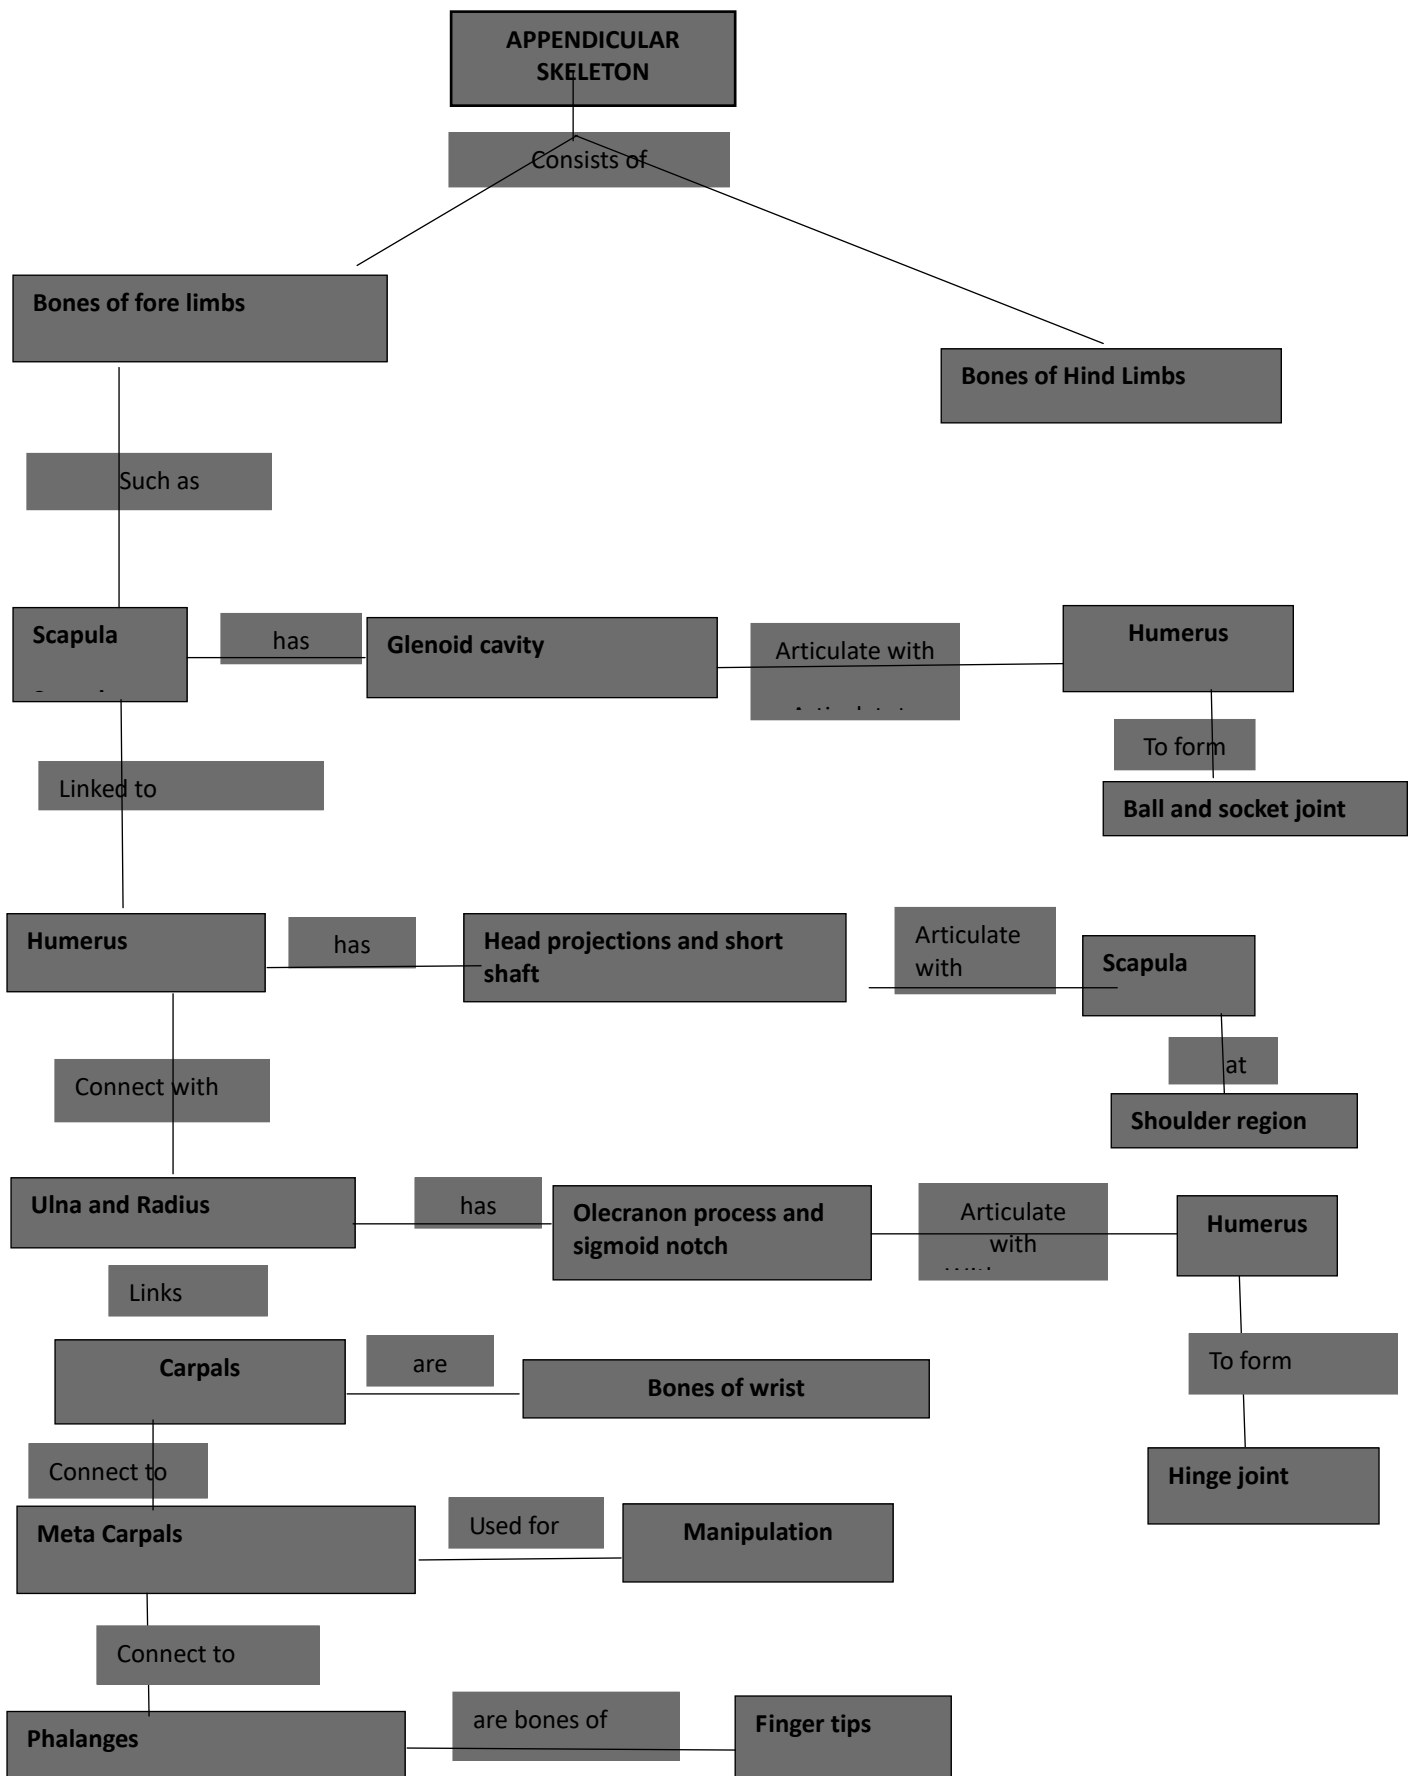 APPENDICULAR
SKELETON
Consists of
Bones of fore limbs
Bones of Hind Limbs
Such as
Scapula
has
Glenoid cavity
Articulate with
Humerus
To form
Linked to
Ball and socket joint
Humerus
has
Head projections and short
shaft
Articulate
with
Scapula
at
Connect with
Shoulder region
Ulna and Radius
has
Olecranon process and
sigmoid notch
Articulate
with
Humerus
Links
To form
Carpals
are
Bones of wrist
Connect to
Hinge joint
Meta Carpals
Used for
Manipulation
Connect to
Phalanges
are bones of
Finger tips